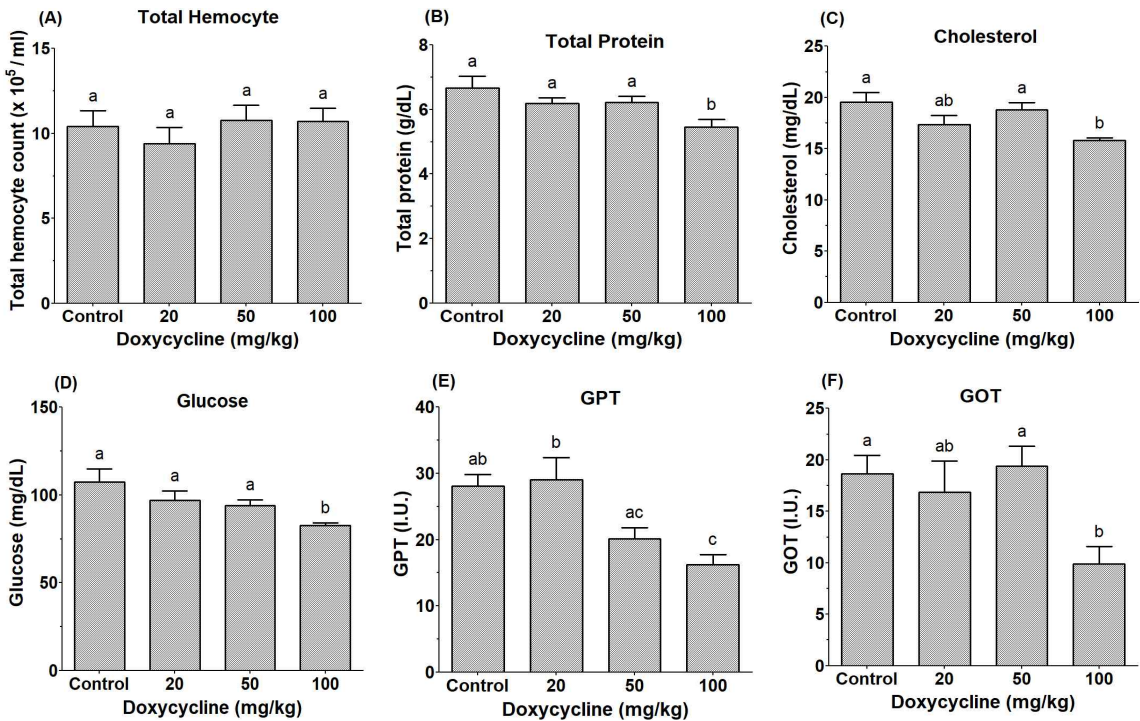 (A)
Total Hemocyte
Total hemocyte count (x 10⁵ / ml)
15
10
5
0
a
a
a
a
Control
20
50
100
Doxycycline (mg/kg)
(B)
Total Protein
Total protein (g/dL)
8
6
4
2
0
a
a
a
b
Control
20
50
100
Doxycycline (mg/kg)
(C)
Cholesterol
Cholesterol (mg/dL)
25
20
15
10
5
0
a
ab
a
b
Control
20
50
100
Doxycycline (mg/kg)
(D)
Glucose
Glucose (mg/dL)
150
100
50
0
a
a
a
b
Control
20
50
100
Doxycycline (mg/kg)
(E)
GPT
GPT (I.U.)
40
30
20
10
0
ab
b
ac
c
Control
20
50
100
Doxycycline (mg/kg)
(F)
GOT
GOT (I.U.)
25
20
15
10
5
0
a
ab
a
b
Control
20
50
100
Doxycycline (mg/kg)